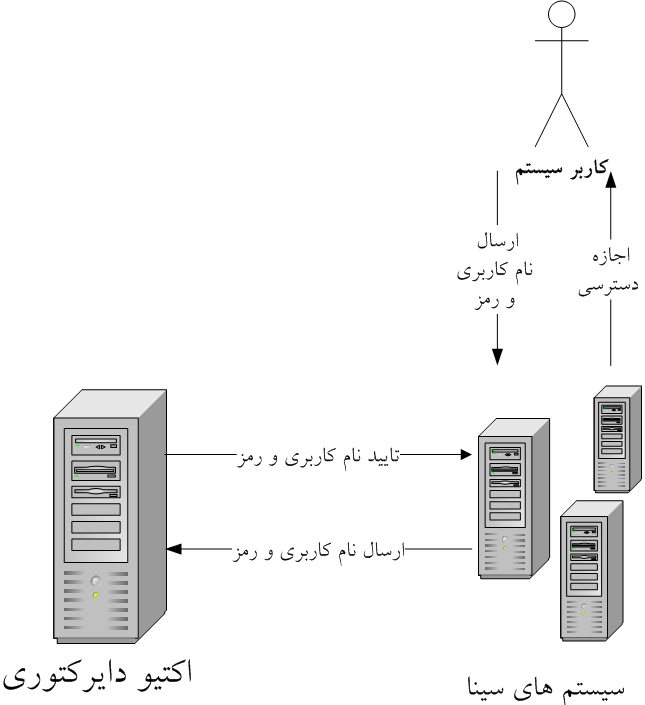 کاربر سیستم
ارسال
نام کاربری
و رمز
اجازه
دسترسی
تایید نام کاربری و رمز
ارسال نام کاربری و رمز
اکتیو دایرکتوری
سیستم های سینا